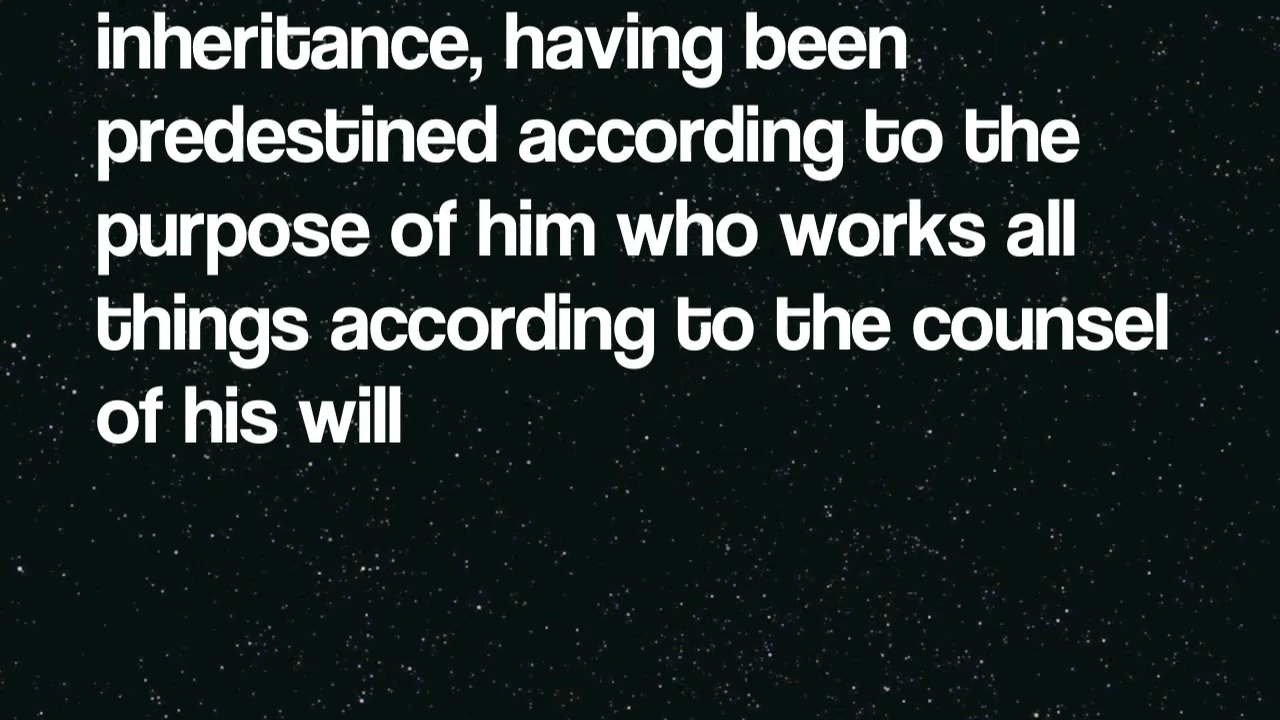 inheritance, having been
predestined according to the
purpose of him who works all
things according to the counsel
of his will